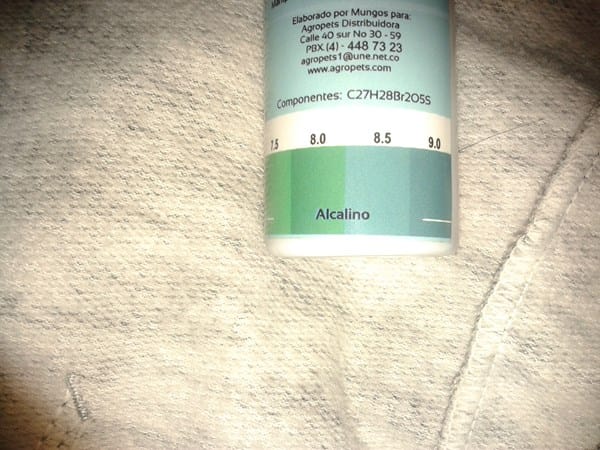 Elaborado por Mungos para:
Agropets Distribuidora
Calle 40 sur No 30 - 59
PBX (4) - 448 73 23
agropets1@une.net.co
www.agropets.com
Componentes: C27H28Br2O5S
7.5 8.0 8.5 9.0
Alcalino